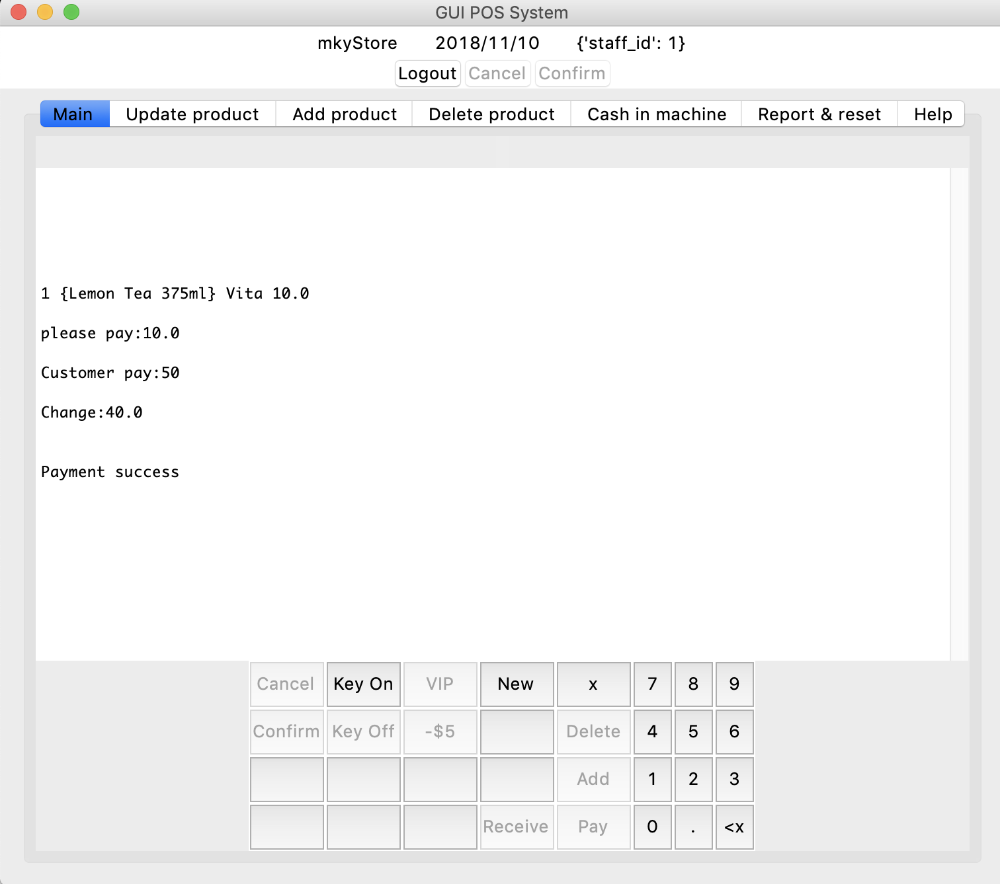 GUI POS System
mkyStore 2018/11/10 {'staff_id': 1}
Logout Cancel Confirm
Main Update product Add product Delete product Cash in machine Report & reset Help
1 {Lemon Tea 375ml} Vita 10.0
please pay:10.0
Customer pay:50
Change:40.0
Payment success
Cancel Key On VIP New x 7 8 9
Confirm Key Off -$5 Delete 4 5 6
Add 1 2 3
Receive Pay 0 . <x